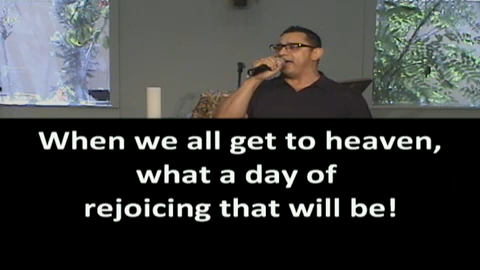 When we all get to heaven,
what a day of
rejoicing that will be!